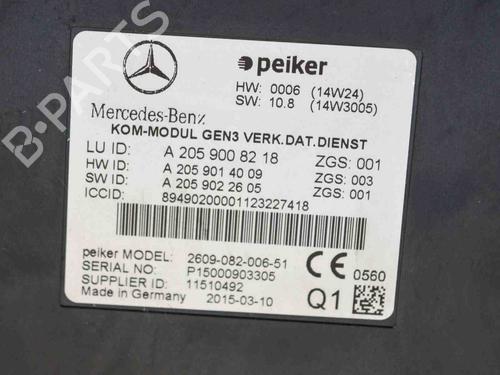 B-PARTS
peiker
HW: 0006 (14W24)
SW: 10.8 (14W3005)
Mercedes-Benz
KOM-MODUL GEN3 VERK.DAT.DIENST
LU ID: A 205 900 82 18 ZGS: 001
HW ID: A 205 901 40 09 ZGS: 003
SW ID: A 205 902 26 05 ZGS: 001
ICCID: 89490200001123227418
peiker MODEL: 2609-082-006-51
SERIAL NO: P15000903305
SUPPLIER ID: 11510492
Made in Germany 2015-03-10
CE 0560
Q1